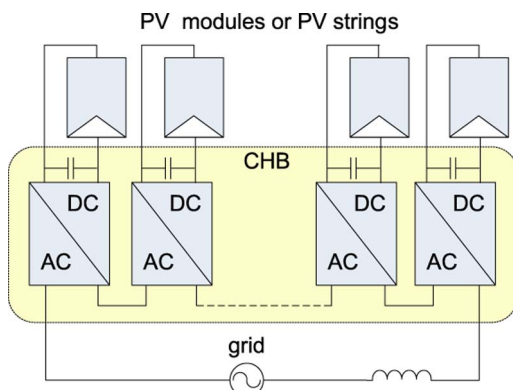 PV modules or PV strings
CHB
DC DC DC DC
AC AC AC AC
grid